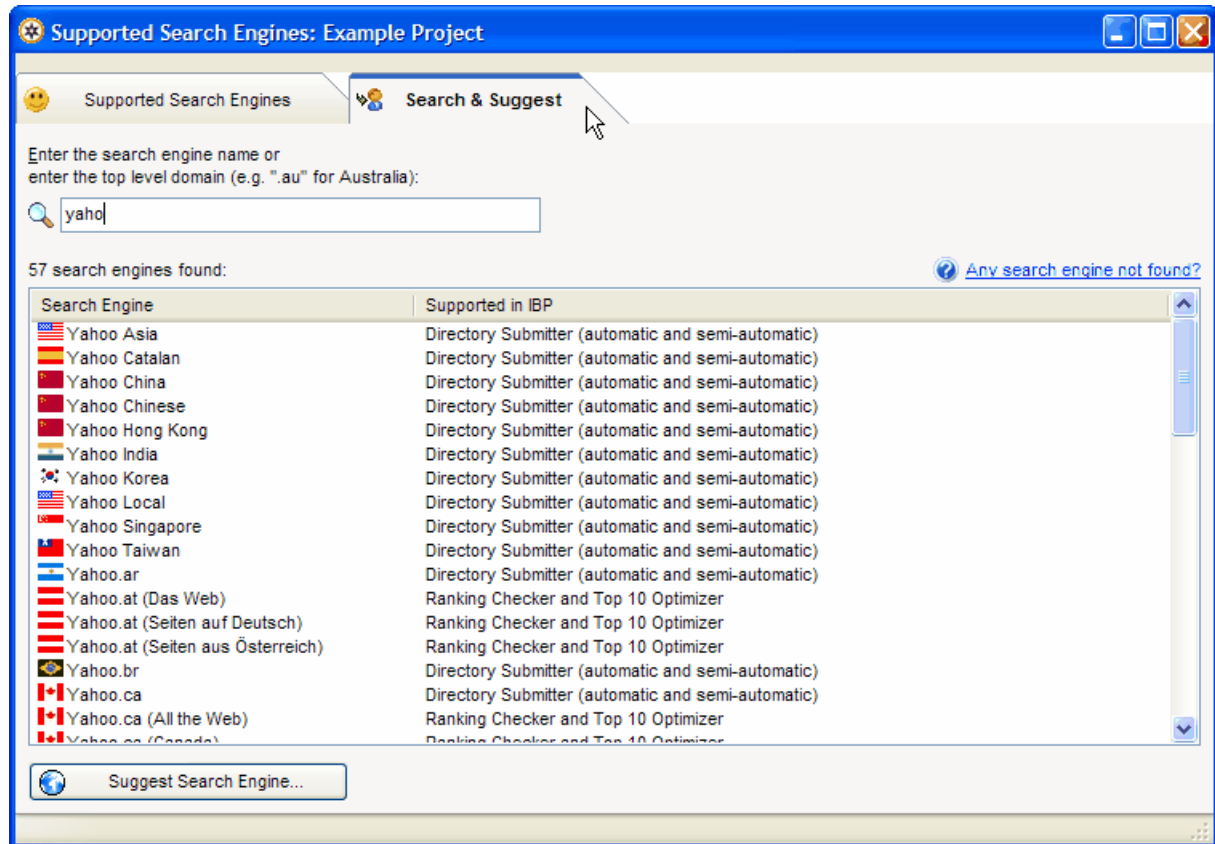 Supported Search Engines: Example Project
Supported Search Engines
Search & Suggest
Enter the search engine name or
enter the top level domain (e.g. ".au" for Australia):
yaho
57 search engines found:
Any search engine not found?
Search Engine Supported in IBP
Yahoo Asia Directory Submitter (automatic and semi-automatic)
Yahoo Catalan Directory Submitter (automatic and semi-automatic)
Yahoo China Directory Submitter (automatic and semi-automatic)
Yahoo Chinese Directory Submitter (automatic and semi-automatic)
Yahoo Hong Kong Directory Submitter (automatic and semi-automatic)
Yahoo India Directory Submitter (automatic and semi-automatic)
Yahoo Korea Directory Submitter (automatic and semi-automatic)
Yahoo Local Directory Submitter (automatic and semi-automatic)
Yahoo Singapore Directory Submitter (automatic and semi-automatic)
Yahoo Taiwan Directory Submitter (automatic and semi-automatic)
Yahoo.ar Directory Submitter (automatic and semi-automatic)
Yahoo.at (Das Web) Ranking Checker and Top 10 Optimizer
Yahoo.at (Seiten auf Deutsch) Ranking Checker and Top 10 Optimizer
Yahoo.at (Seiten aus Österreich) Ranking Checker and Top 10 Optimizer
Yahoo.br Directory Submitter (automatic and semi-automatic)
Yahoo.ca Directory Submitter (automatic and semi-automatic)
Yahoo.ca (All the Web) Ranking Checker and Top 10 Optimizer
Yahoo.ca (Canada) Ranking Checker and Top 10 Optimizer
Suggest Search Engine...